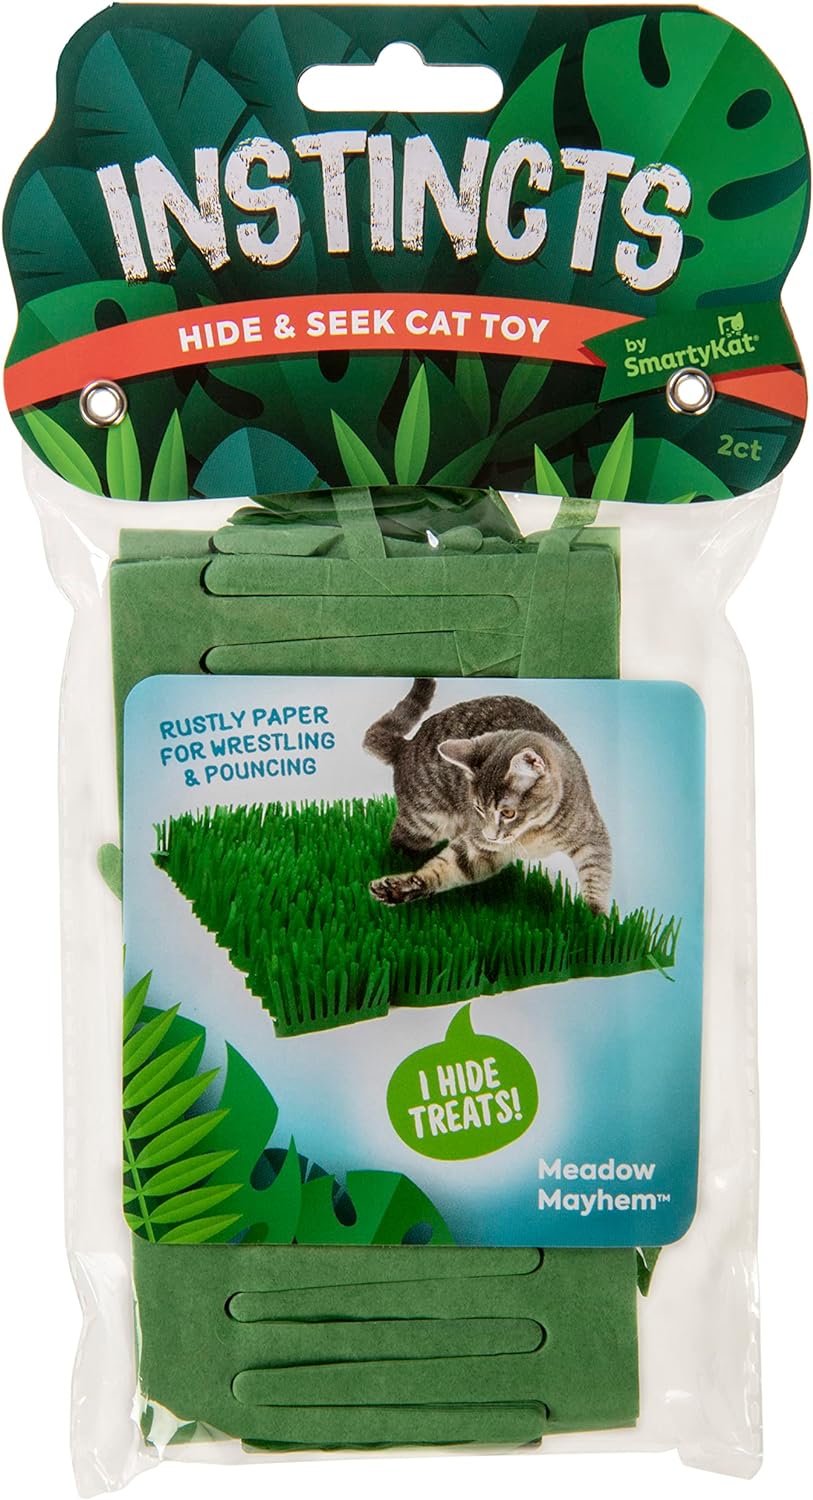 INSTINCTS
HIDE & SEEK CAT TOY
by
SmartyKat®
2ct
RUSTLY PAPER
FOR WRESTLING
& POUNCING
I HIDE
TREATS!
Meadow
Mayhem™